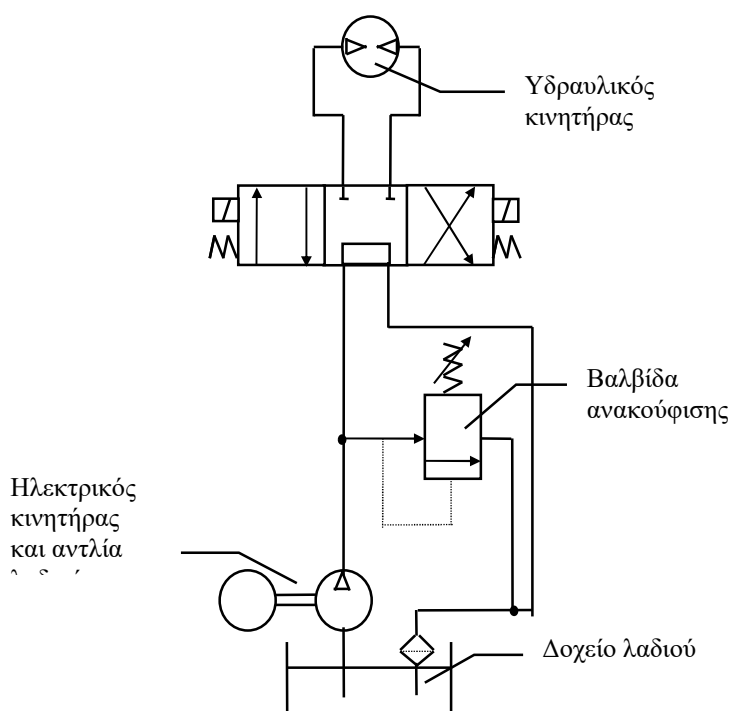 Υδραυλικός
κινητήρας
Βαλβίδα
ανακούφισης
Ηλεκτρικός
κινητήρας
και αντλία
Δοχείο λαδιού